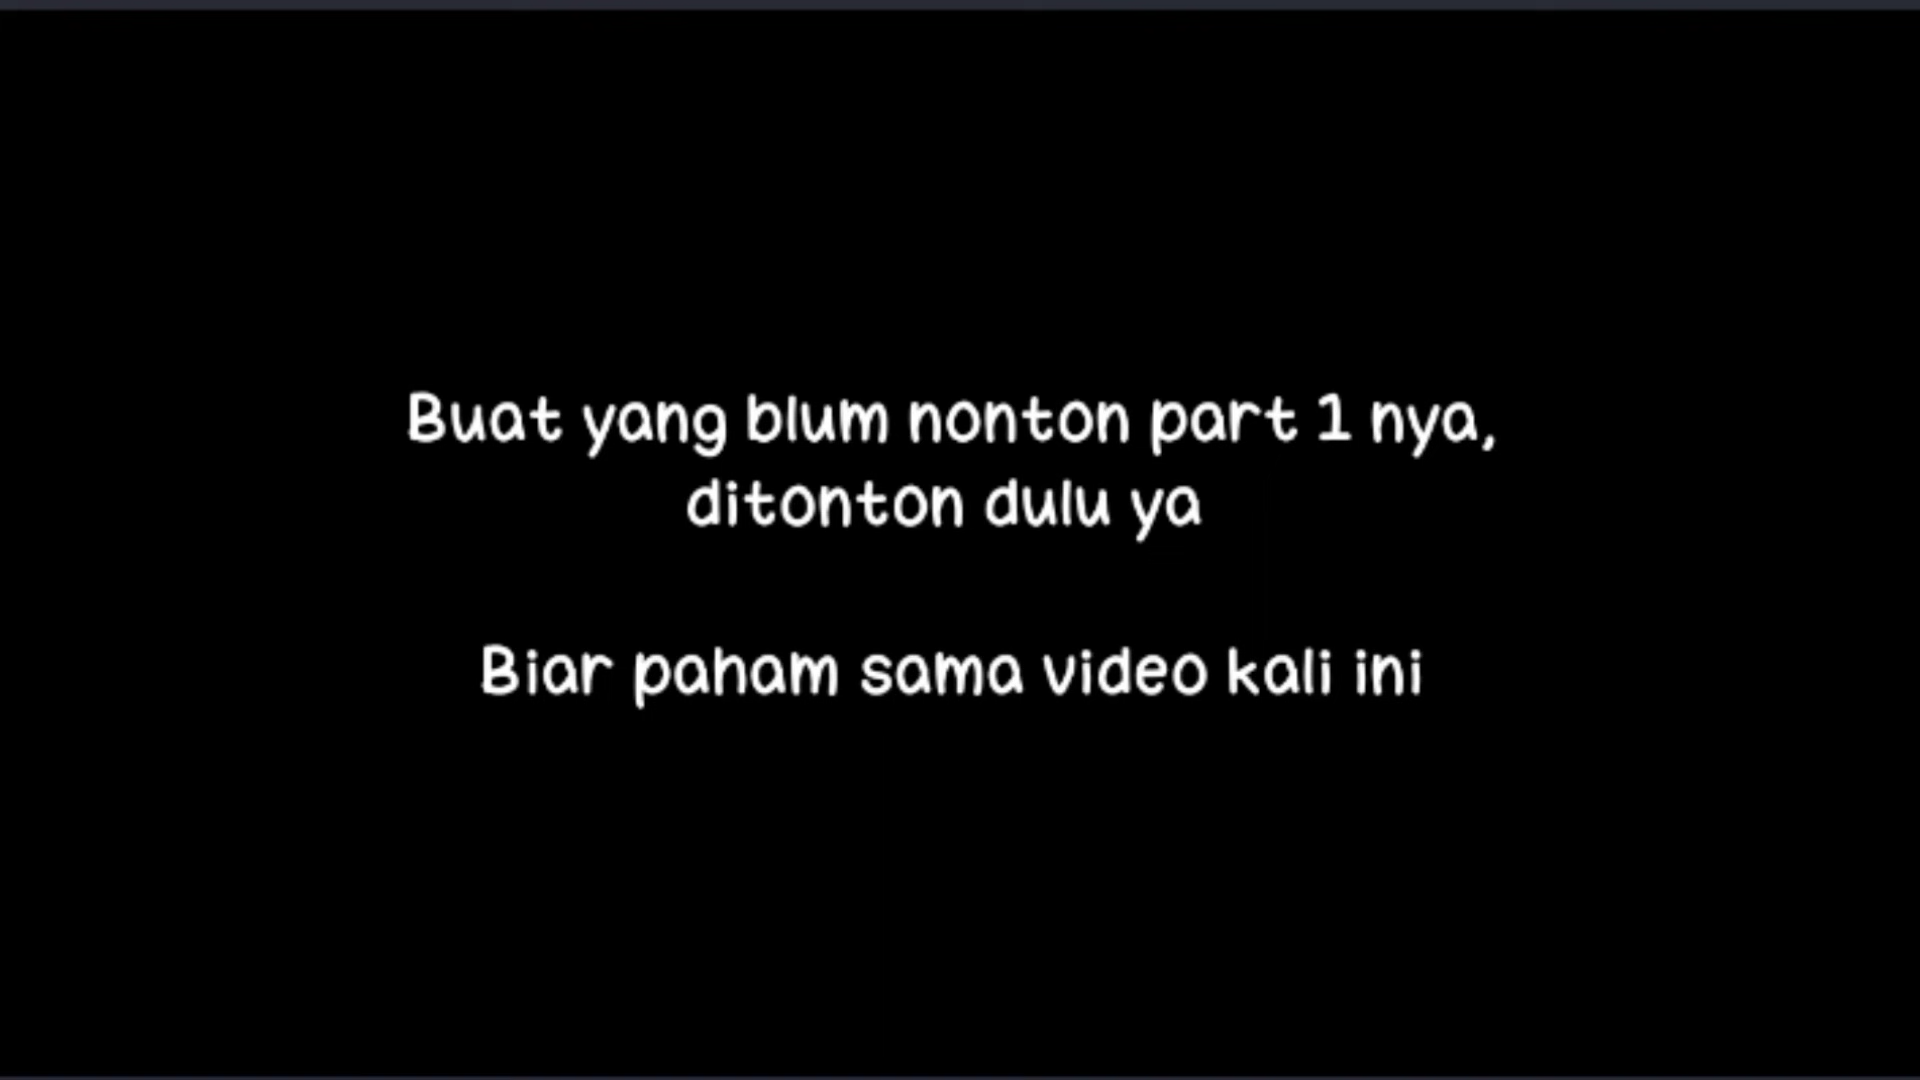 Buat yang blum nonton part 1 nya,
ditonton dulu ya
Biar paham sama video kali ini